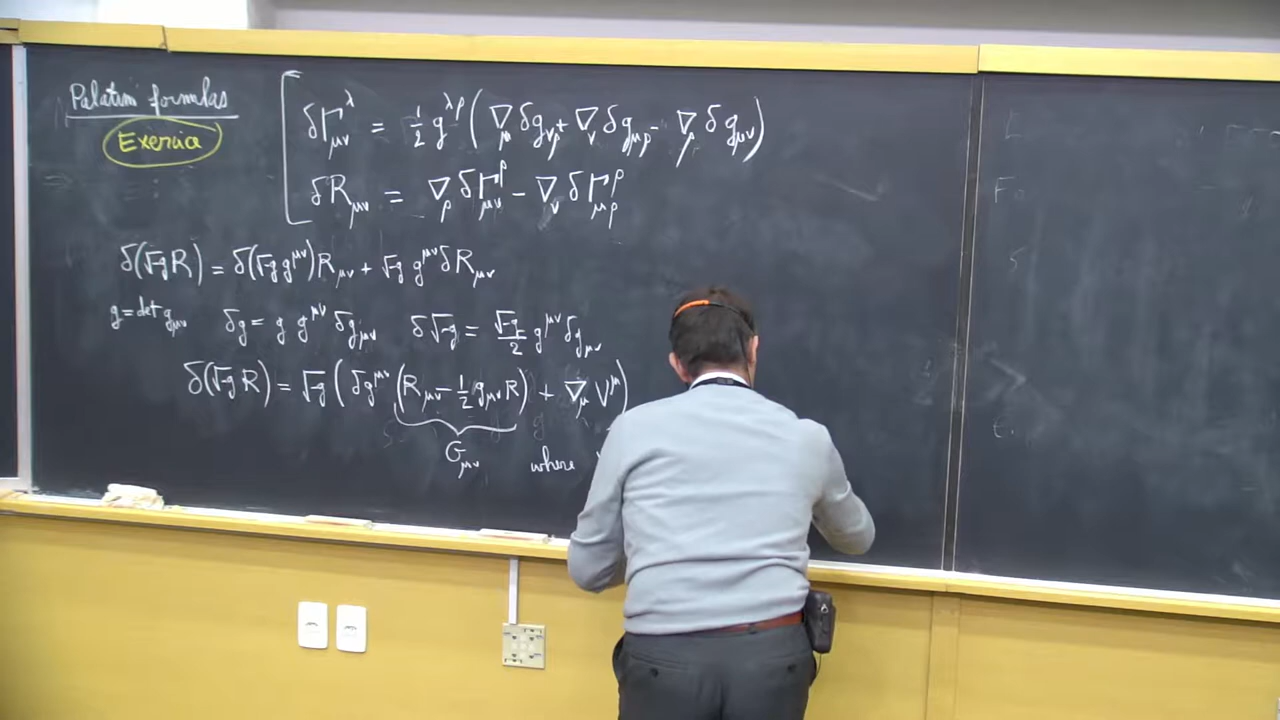 Palatini formulas
Exercise
δΓ^λ_μν = 1/2 g^λρ (∇_μ δg_νρ + ∇_ν δg_μρ - ∇_ρ δg_μν)
δR_μν = ∇_ρ δΓ^ρ_μν - ∇_ν δΓ^ρ_μρ
δ(√-g R) = δ(√-g g^μν) R_μν + √-g g^μν δR_μν
g = det g_μν δg = g g^μν δg_μν δ√-g = √-g/2 g^μν δg_μν
δ(√-g R) = √-g (δg^μν (R_μν - 1/2 g_μν R) + ∇_μ V^μ)
G_μν where